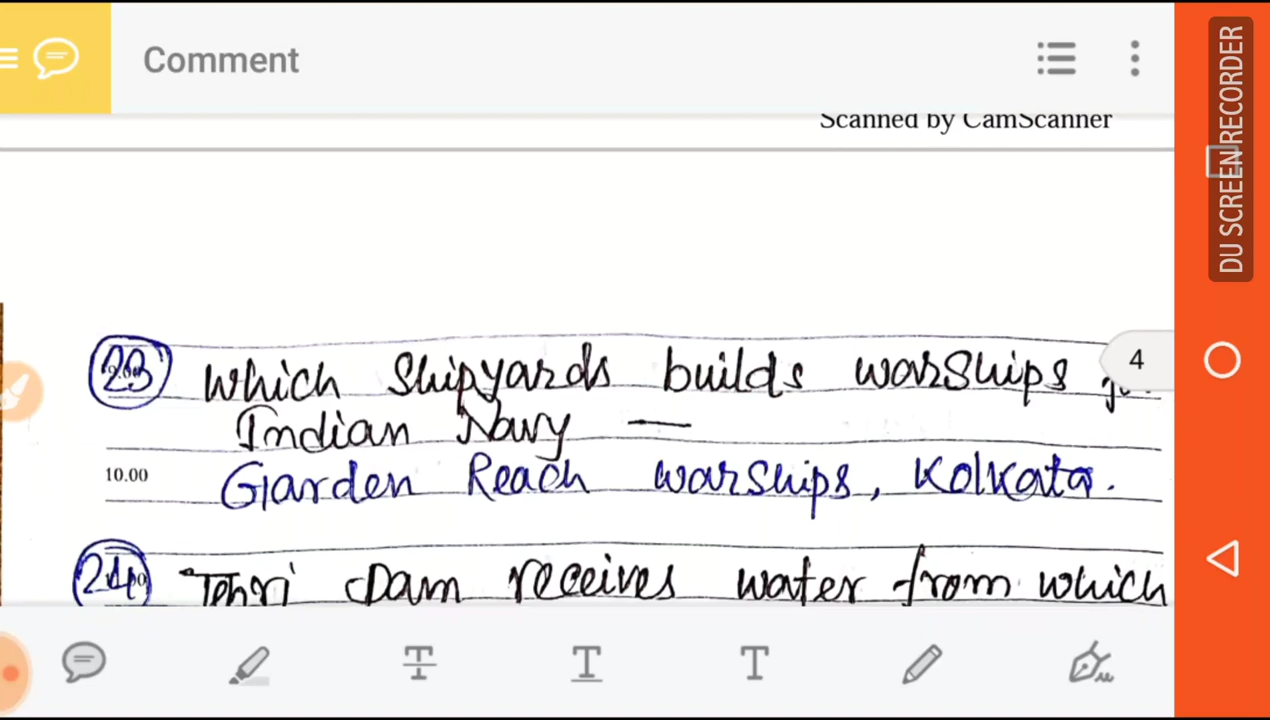 Comment
Scanned by CamScanner
DU SCREEN RECORDER
4
23 Which Shipyards builds warships for
Indian Navy —
10.00
Garden Reach warships, Kolkata.
24 Tehri Dam receives water from which